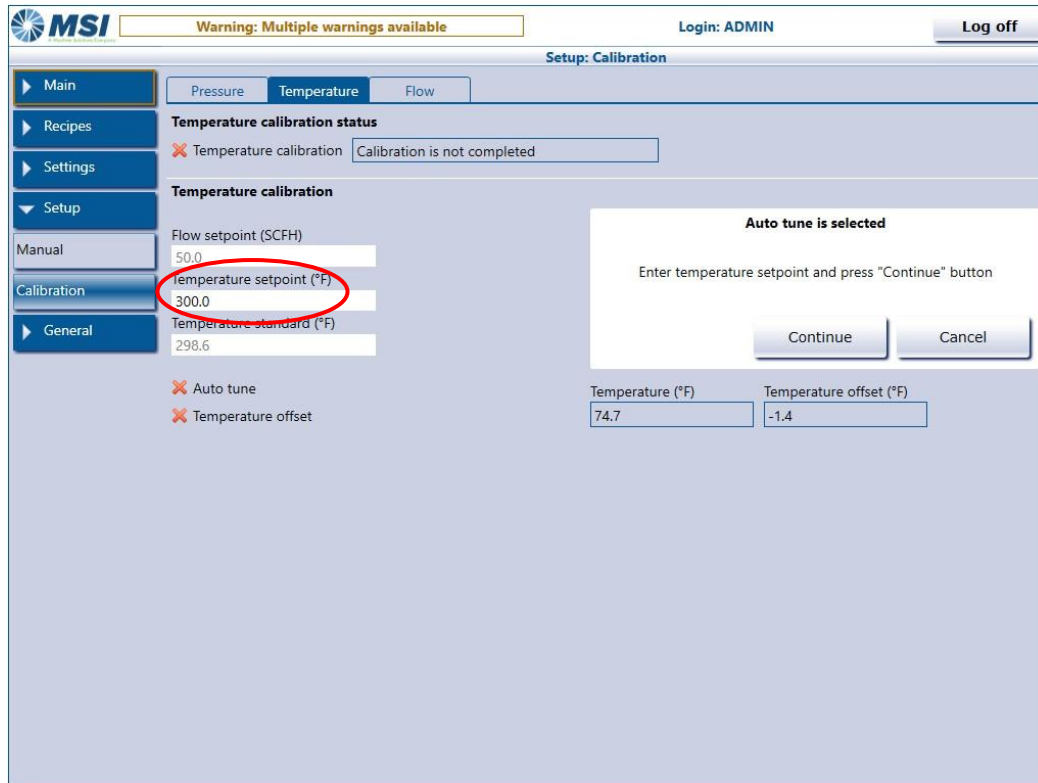 MSI
Warning: Multiple warnings available
Login: ADMIN
Log off
Setup: Calibration
Main
Recipes
Settings
Setup
Manual
Calibration
General
Pressure Temperature Flow
Temperature calibration status
Temperature calibration Calibration is not completed
Temperature calibration
Flow setpoint (SCFH)
50.0
Temperature setpoint (°F)
300.0
Temperature standard (°F)
298.6
Auto tune
Temperature offset
Auto tune is selected
Enter temperature setpoint and press "Continue" button
Continue Cancel
Temperature (°F) Temperature offset (°F)
74.7 -1.4